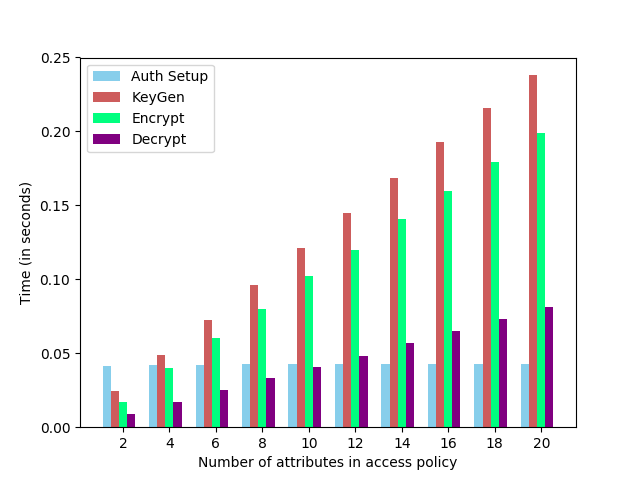 0.25
0.20
0.15
0.10
0.05
0.00
Time (in seconds)
Auth Setup
KeyGen
Encrypt
Decrypt
2 4 6 8 10 12 14 16 18 20
Number of attributes in access policy